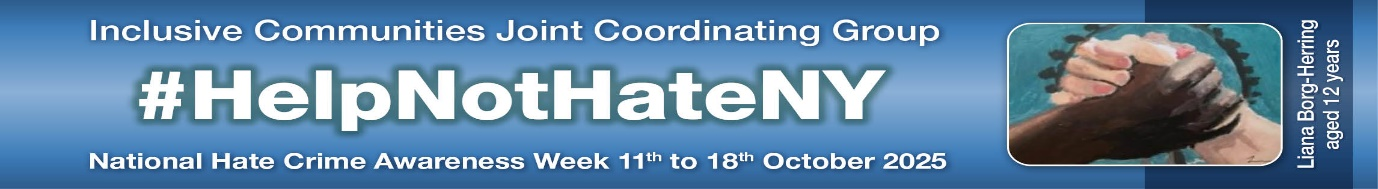 Inclusive Communities Joint Coordinating Group
#HelpNotHateNY
National Hate Crime Awareness Week 11th to 18th October 2025
Liana Borg-Herring
aged 12 years